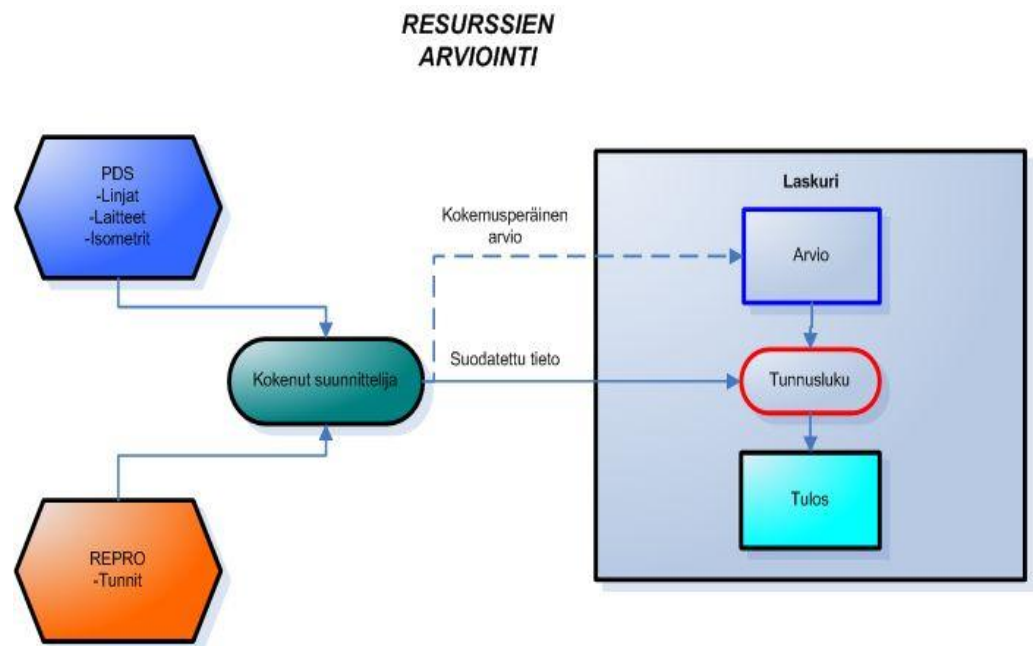 RESURSSIEN
ARVIOINTI
PDS
-Linjat
-Laitteet
-Isometrit
Laskuri
Kokemusperäinen
arvio
Arvio
Kokenut suunnittelija
Suodatettu tieto
Tunnusluku
Tulos
REPRO
-Tunnit